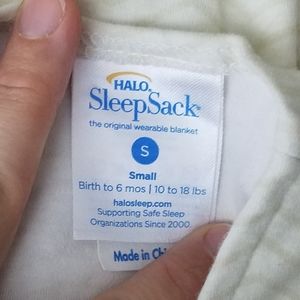 HALO®
SleepSack®
the original wearable blanket
S
Small
Birth to 6 mos | 10 to 18 lbs
halosleep.com
Supporting Safe Sleep
Organizations Since 2000.
Made in